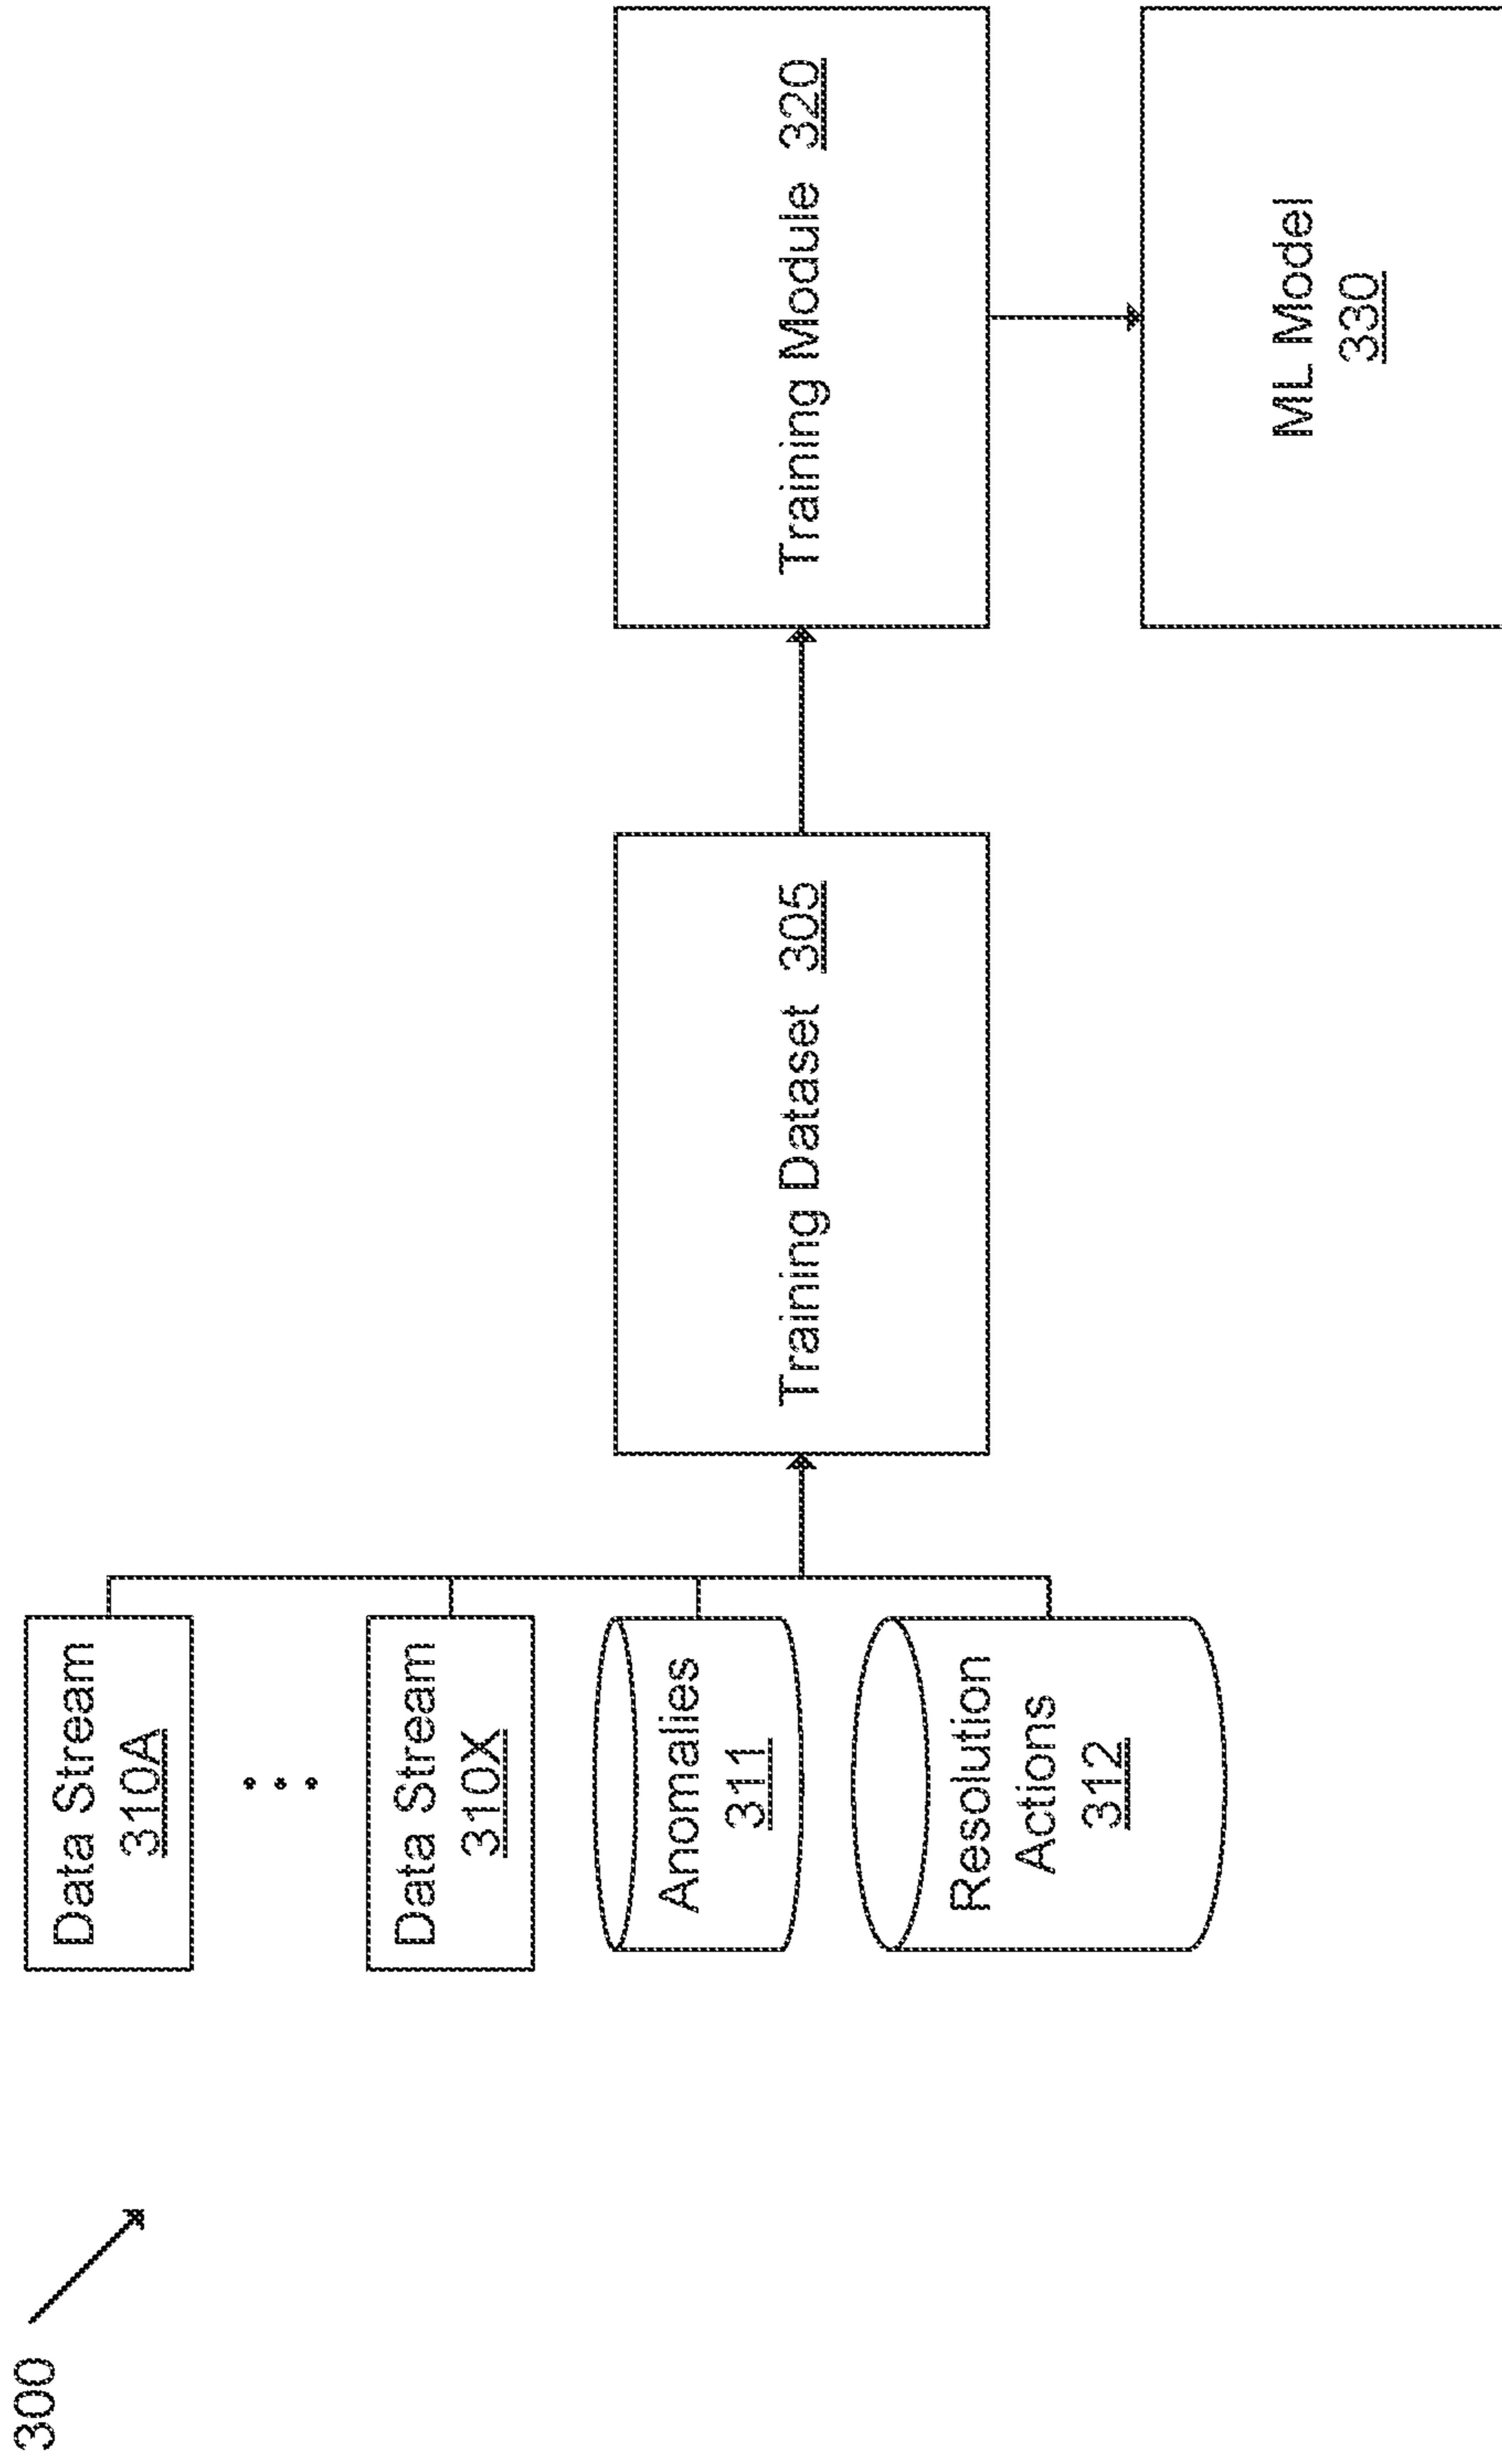 300
Data Stream
310A
Data Stream
310X
Anomalies
311
Resolution
Actions
312
Training Dataset 305
Training Module 320
ML Model
330